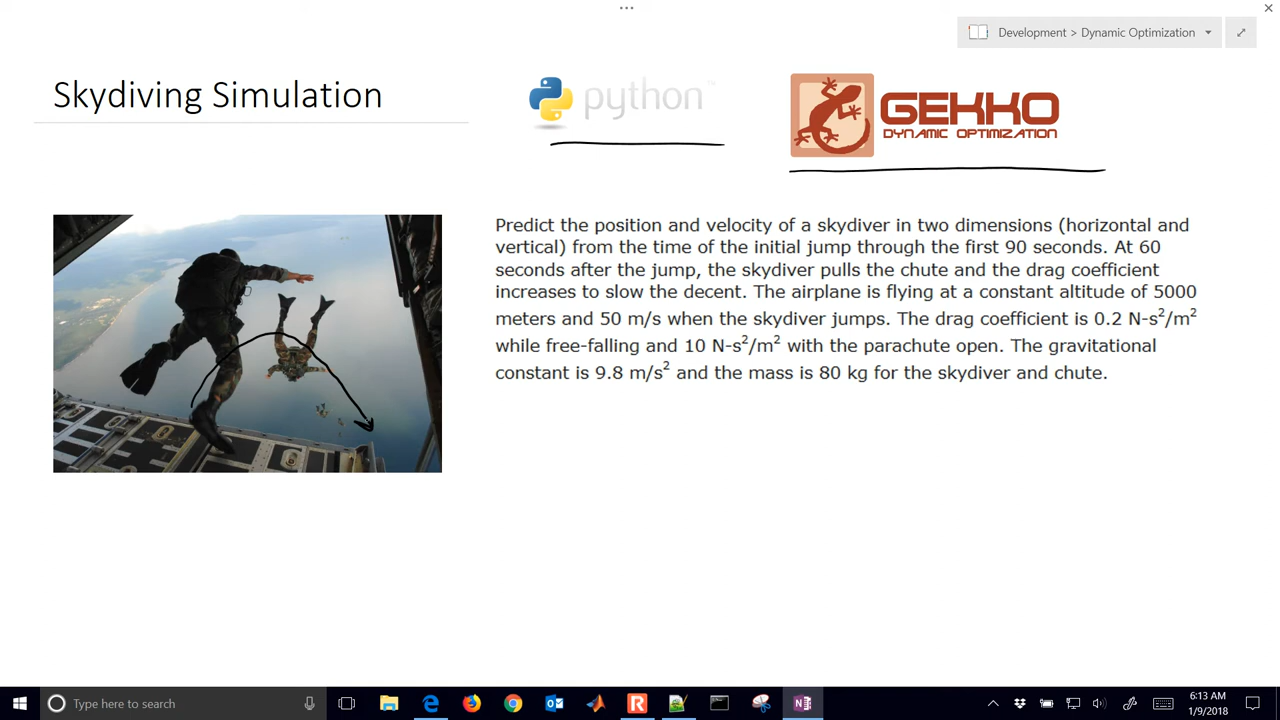 Development > Dynamic Optimization
Skydiving Simulation
python™
GEKKO
DYNAMIC OPTIMIZATION
Predict the position and velocity of a skydiver in two dimensions (horizontal and
vertical) from the time of the initial jump through the first 90 seconds. At 60
seconds after the jump, the skydiver pulls the chute and the drag coefficient
increases to slow the decent. The airplane is flying at a constant altitude of 5000
meters and 50 m/s when the skydiver jumps. The drag coefficient is 0.2 N-s²/m²
while free-falling and 10 N-s²/m² with the parachute open. The gravitational
constant is 9.8 m/s² and the mass is 80 kg for the skydiver and chute.
Type here to search
6:13 AM
1/9/2018